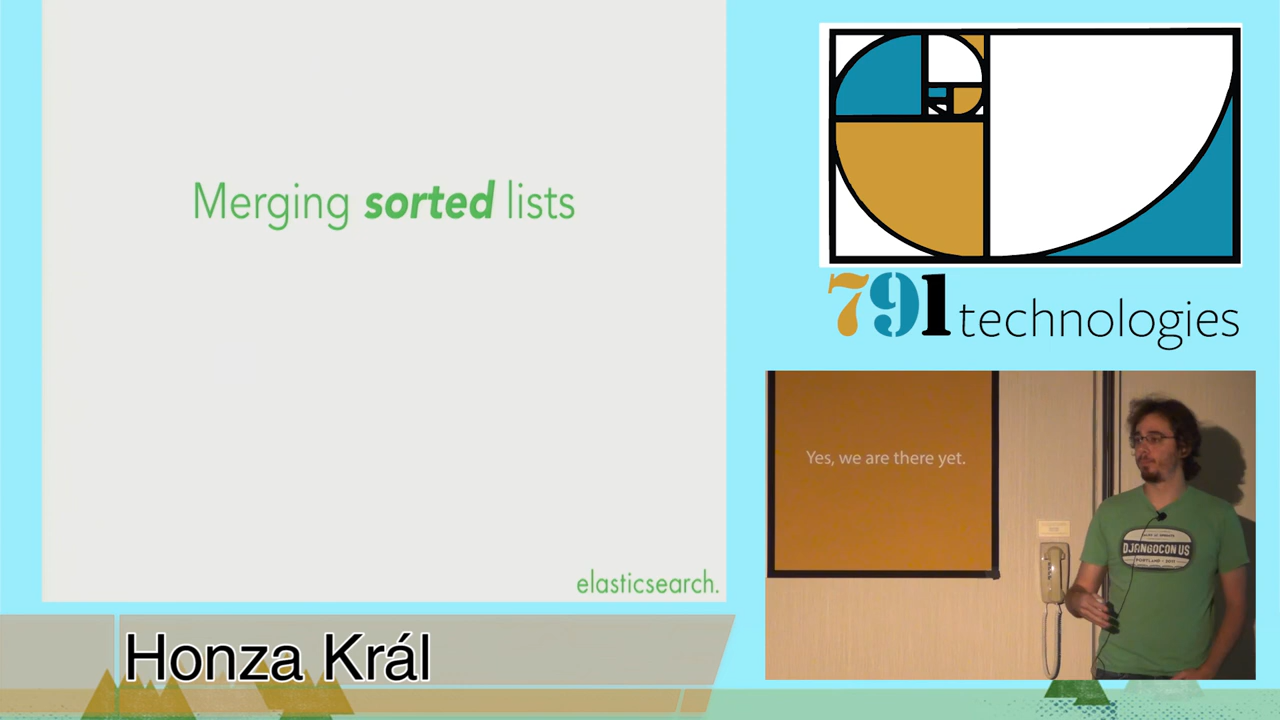 Merging sorted lists
elasticsearch.
Honza Král
791 technologies
Yes, we are there yet.
DJANGOCON US